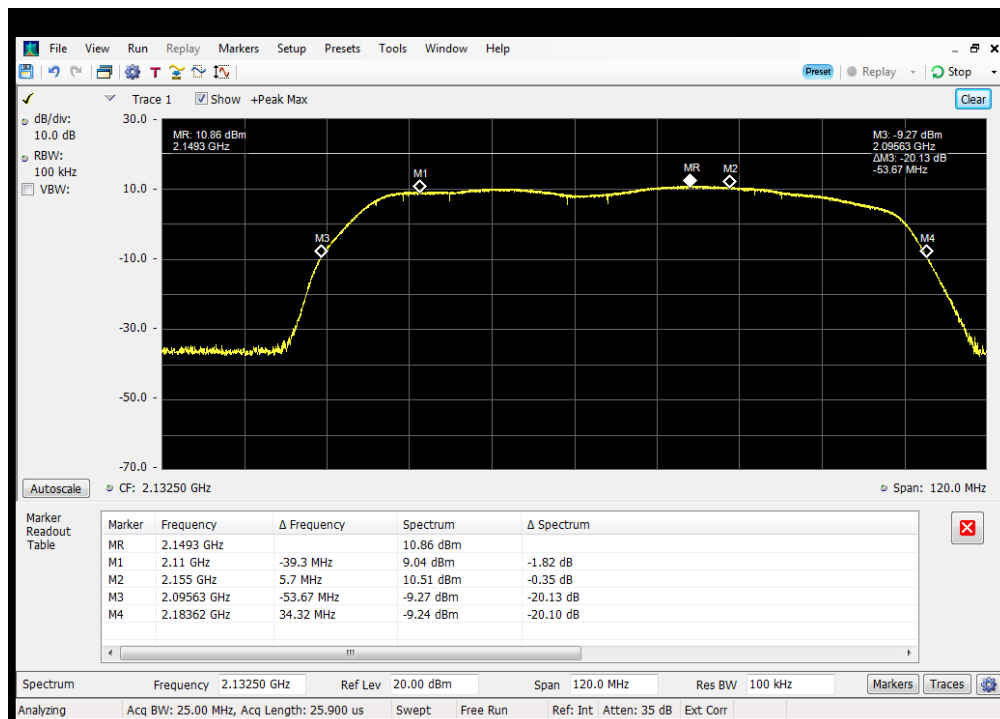 File View Run Replay Markers Setup Presets Tools Window Help
Preset Replay Stop
Trace 1 Show +Peak Max Clear
dB/div:
10.0 dB
RBW:
100 kHz
VBW:
30.0
10.0
-10.0
-30.0
-50.0
-70.0
MR: 10.86 dBm
2.1493 GHz
M3: -9.27 dBm
2.09563 GHz
ΔM3: -20.13 dB
-53.67 MHz
M1
MR
M2
M3
M4
Autoscale CF: 2.13250 GHz Span: 120.0 MHz
Marker
Readout
Table
Marker Frequency Δ Frequency Spectrum Δ Spectrum
MR 2.1493 GHz 10.86 dBm
M1 2.11 GHz -39.3 MHz 9.04 dBm -1.82 dB
M2 2.155 GHz 5.7 MHz 10.51 dBm -0.35 dB
M3 2.09563 GHz -53.67 MHz -9.27 dBm -20.13 dB
M4 2.18362 GHz 34.32 MHz -9.24 dBm -20.10 dB
Spectrum Frequency 2.13250 GHz Ref Lev 20.00 dBm Span 120.0 MHz Res BW 100 kHz Markers Traces
Analyzing Acq BW: 25.00 MHz, Acq Length: 25.900 us Swept Free Run Ref: Int Atten: 35 dB Ext Corr